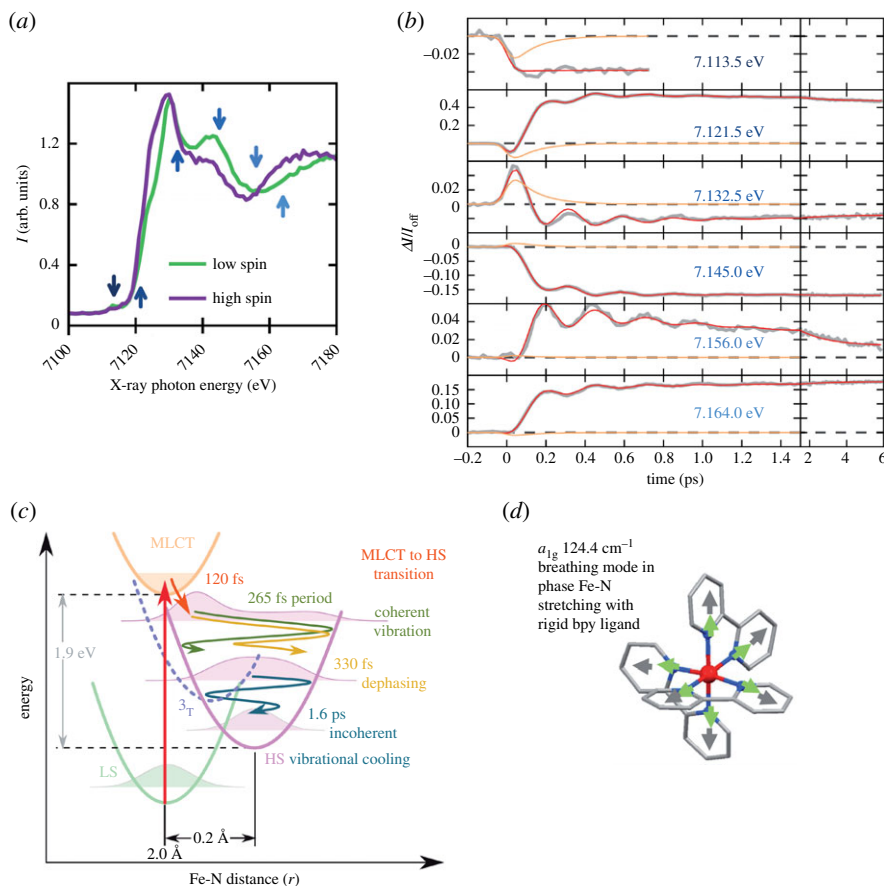 (a)
1.2
0.8
0.4
0
I (arb. units)
low spin
high spin
7100
7120
7140
7160
7180
X-ray photon energy (eV)
(b)
−0.02
7.113.5 eV
0.4
0.2
0
7.121.5 eV
0.02
0
7.132.5 eV
0
−0.05
−0.10
−0.15
7.145.0 eV
0.04
0.02
0
7.156.0 eV
0.15
0.10
0.05
0
7.164.0 eV
ΔI/Ioff
−0.2 0 0.2 0.4 0.6 0.8 1.0 1.2 1.4 2 4 6
time (ps)
(c)
MLCT
MLCT to HS
transition
120 fs
265 fs period
coherent
vibration
1.9 eV
330 fs
dephasing
3T
1.6 ps
incoherent
HS vibrational cooling
LS
0.2 Å
2.0 Å
energy
Fe-N distance (r)
(d)
a1g 124.4 cm−1
breathing mode in
phase Fe-N
stretching with
rigid bpy ligand